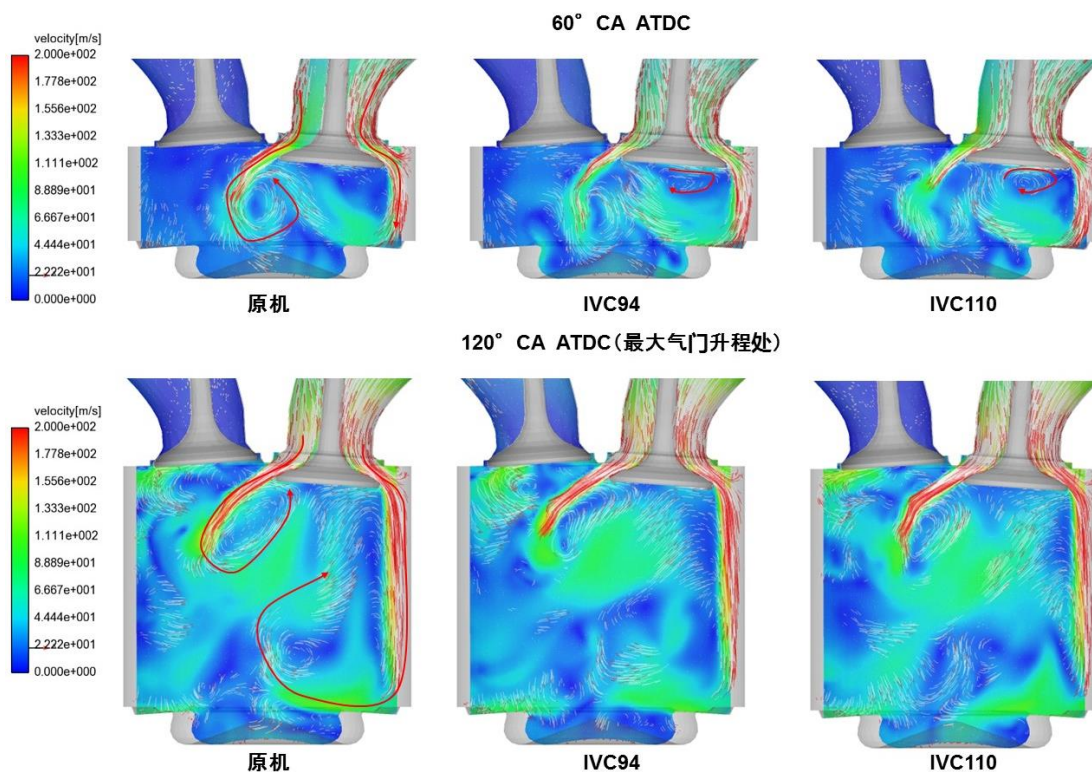 60° CA ATDC
velocity[m/s]
2.000e+002
1.778e+002
1.556e+002
1.333e+002
1.111e+002
8.889e+001
6.667e+001
4.444e+001
2.222e+001
0.000e+000
原机
IVC94
IVC110
120° CA ATDC(最大气门升程处)
velocity[m/s]
2.000e+002
1.778e+002
1.556e+002
1.333e+002
1.111e+002
8.889e+001
6.667e+001
4.444e+001
2.222e+001
0.000e+000
原机
IVC94
IVC110